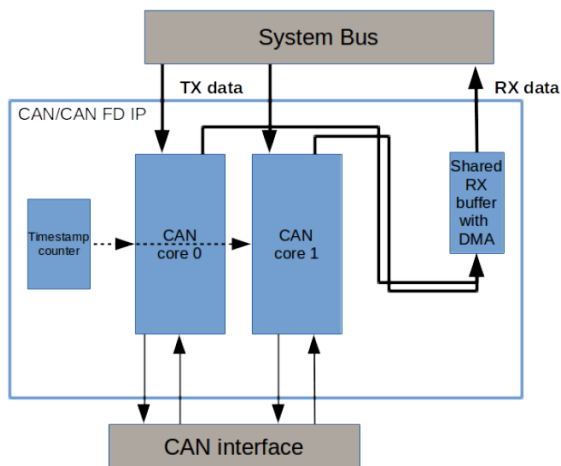 System Bus
TX data
RX data
CAN/CAN FD IP
Shared
RX
buffer
with
DMA
Timestamp
counter
CAN
core 0
CAN
core 1
CAN interface